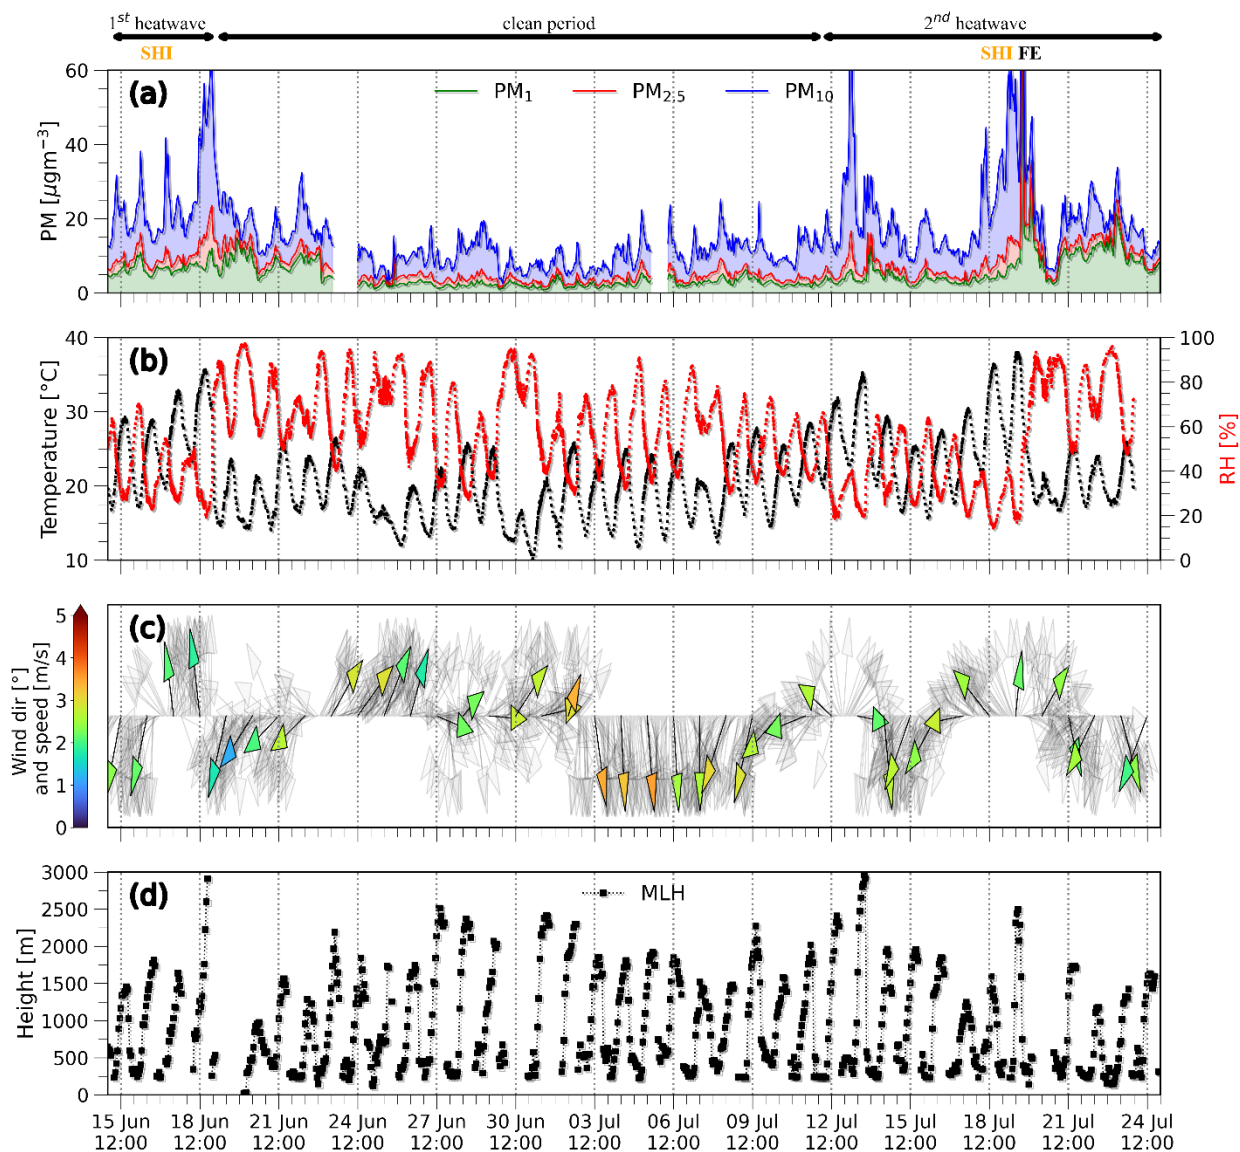 1st heatwave
clean period
2nd heatwave
SHI
SHI FE
(a)
PM1
PM2.5
PM10
PM [µgm−3]
60
40
20
0
(b)
Temperature [°C]
40
30
20
10
RH [%]
100
80
60
40
20
0
(c)
Wind dir [°]
and speed [m/s]
5
4
3
2
1
0
(d)
MLH
Height [m]
3000
2500
2000
1500
1000
500
0
15 Jun
12:00
18 Jun
12:00
21 Jun
12:00
24 Jun
12:00
27 Jun
12:00
30 Jun
12:00
03 Jul
12:00
06 Jul
12:00
09 Jul
12:00
12 Jul
12:00
15 Jul
12:00
18 Jul
12:00
21 Jul
12:00
24 Jul
12:00